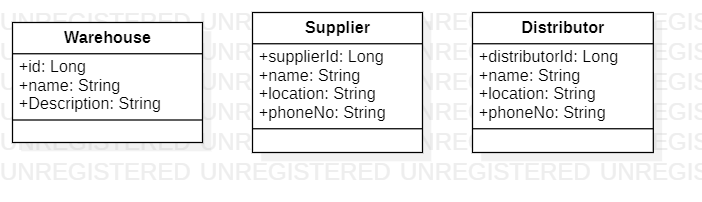 Warehouse
+id: Long
+name: String
+Description: String
Supplier
+supplierId: Long
+name: String
+location: String
+phoneNo: String
Distributor
+distributorId: Long
+name: String
+location: String
+phoneNo: String
UNREGISTERED UNREGISTERED UNREGISTERED UNREGIS